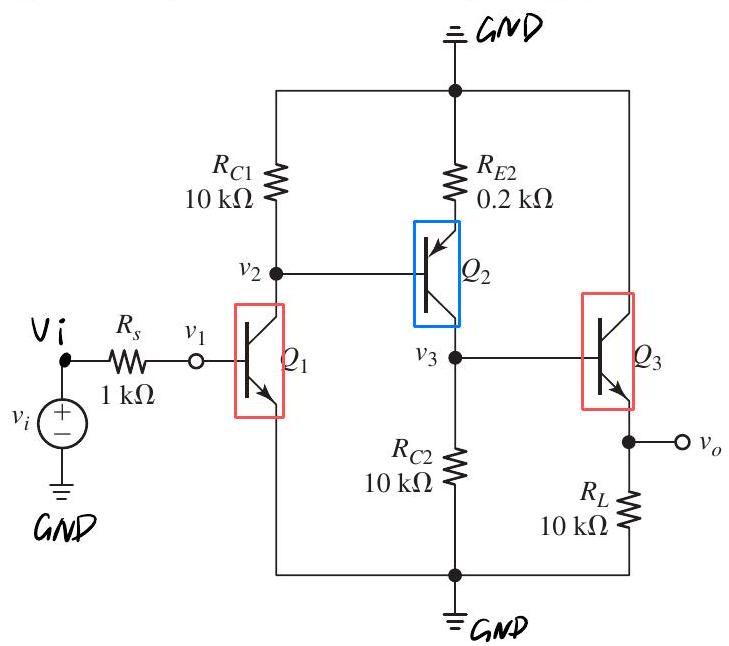 GND
R_{C1}
10 kΩ
R_{E2}
0.2 kΩ
v_2
Q_2
Vi
R_s
v_1
Q_1
v_3
Q_3
1 kΩ
v_i
+
−
R_{C2}
10 kΩ
v_o
R_L
10 kΩ
GND
GND